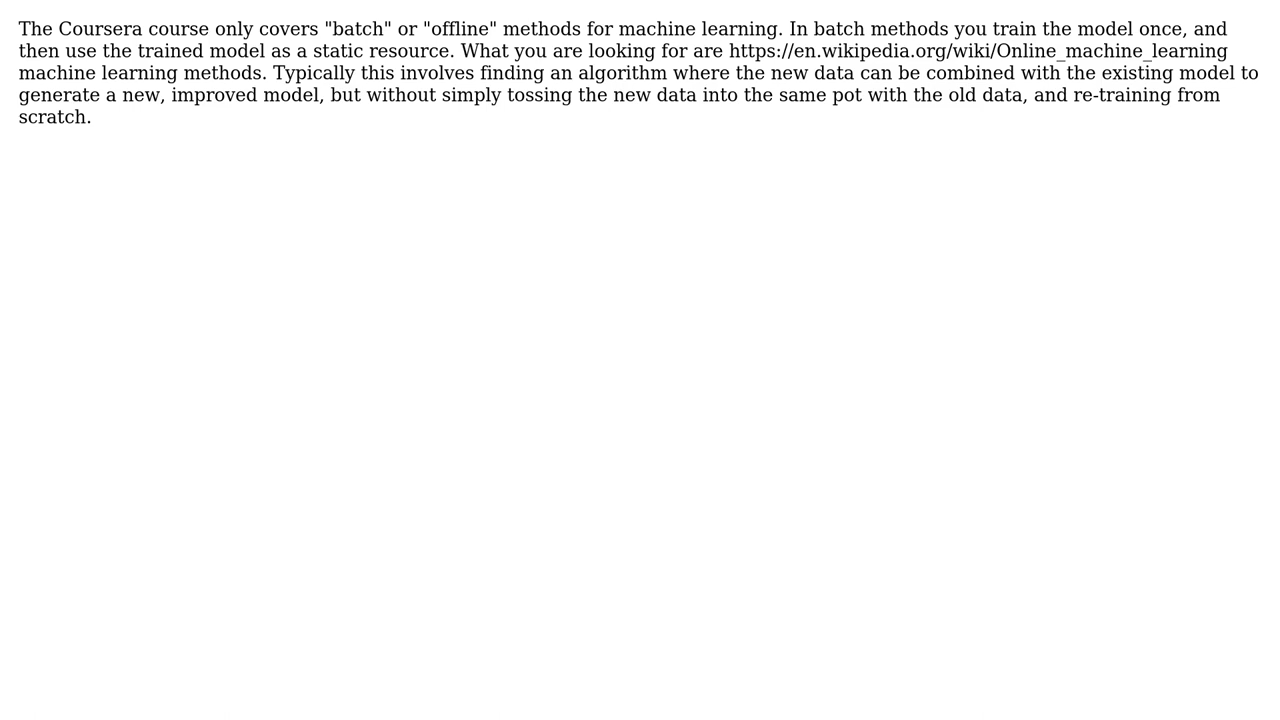 The Coursera course only covers "batch" or "offline" methods for machine learning. In batch methods you train the model once, and
then use the trained model as a static resource. What you are looking for are https://en.wikipedia.org/wiki/Online_machine_learning
machine learning methods. Typically this involves finding an algorithm where the new data can be combined with the existing model to
generate a new, improved model, but without simply tossing the new data into the same pot with the old data, and re-training from
scratch.